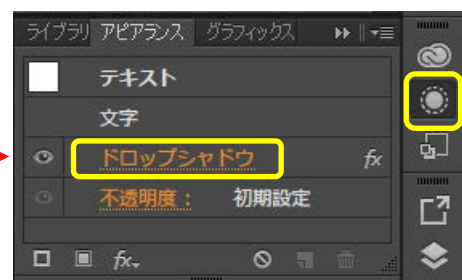 ライブラリ アピアランス グラフィックス
テキスト
文字
ドロップシャドウ fx
不透明度： 初期設定
fx